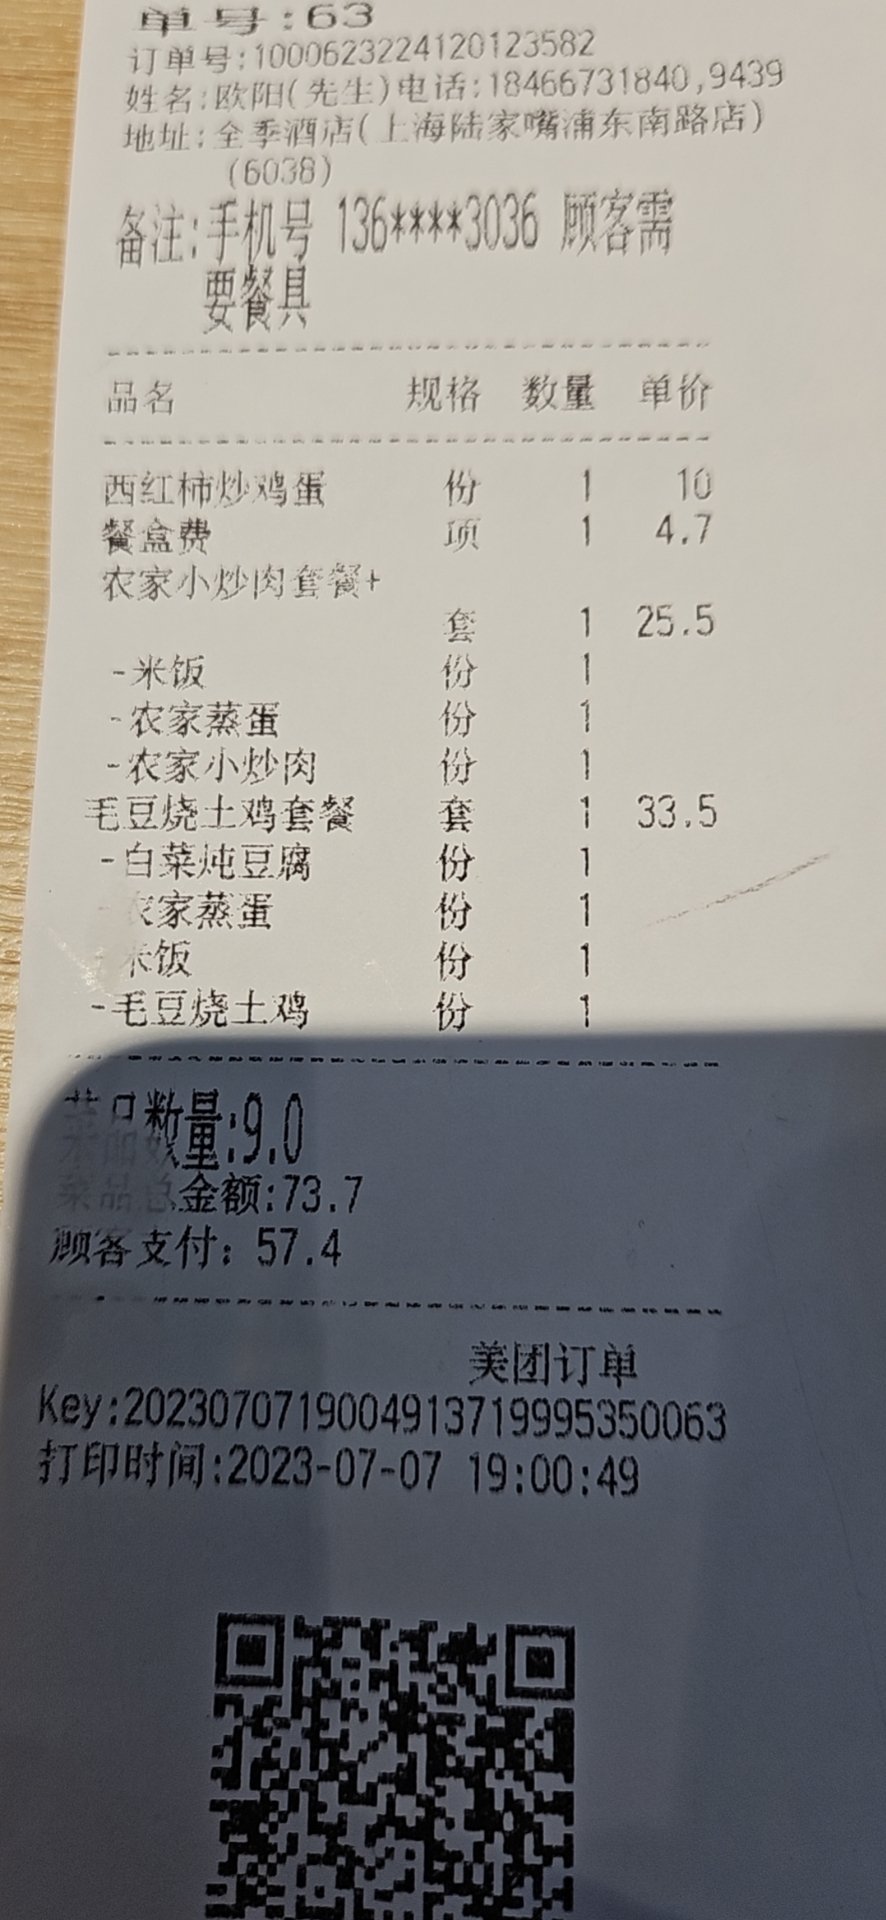 单号:63
订单号:1000623224120123582
姓名:欧阳(先生)电话:18466731840,9439
地址:全季酒店(上海陆家嘴浦东南路店)
(6038)
备注:手机号 136****3036 顾客需
要餐具
品名 规格 数量 单价
西红柿炒鸡蛋 份 1 10
餐盒费 项 1 4.7
农家小炒肉套餐+
套 1 25.5
-米饭 份 1
-农家蒸蛋 份 1
-农家小炒肉 份 1
毛豆烧土鸡套餐 套 1 33.5
-白菜炖豆腐 份 1
-农家蒸蛋 份 1
-米饭 份 1
-毛豆烧土鸡 份 1
菜品数量:9.0
菜品总金额:73.7
顾客支付: 57.4
美团订单
Key:20230707190049137199953500​63
打印时间:2023-07-07 19:00:49